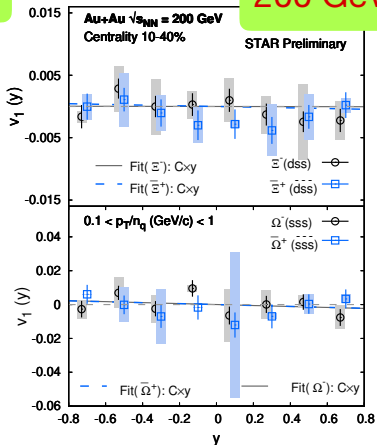 200 GeV
Au+Au √sNN = 200 GeV
Centrality 10-40%
STAR Preliminary
0.015
0.005
-0.005
-0.015
v1 (y)
Fit( Ξ-): C×y
Fit( Ξ̄+): C×y
Ξ-(dss)
Ξ̄+ (d̄s̄s̄)
0.1 < pT/nq (GeV/c) < 1
Ω-(sss)
Ω̄+ (s̄s̄s̄)
0.04
0.02
0
-0.02
-0.04
-0.06
v1 (y)
Fit( Ω̄+): C×y
Fit( Ω-): C×y
-0.8 -0.6 -0.4 -0.2 0 0.2 0.4 0.6 0.8
y